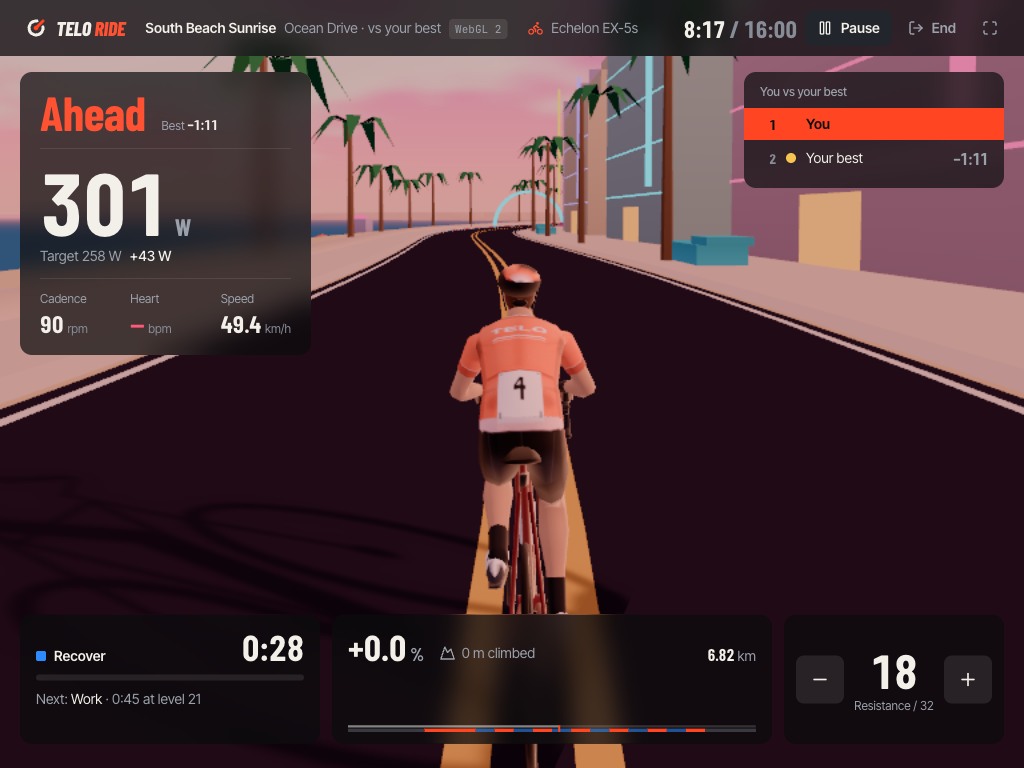 TELO RIDE South Beach Sunrise Ocean Drive · vs your best WebGL 2 Echelon EX-5s 8:17 / 16:00 Pause End
Ahead Best -1:11
301 W
Target 258 W +43 W
Cadence Heart Speed
90 rpm — bpm 49.4 km/h
You vs your best
1 You
2 Your best -1:11
TELO
4
Recover 0:28
Next: Work · 0:45 at level 21
+0.0 % 0 m climbed 6.82 km
− 18 +
Resistance / 32